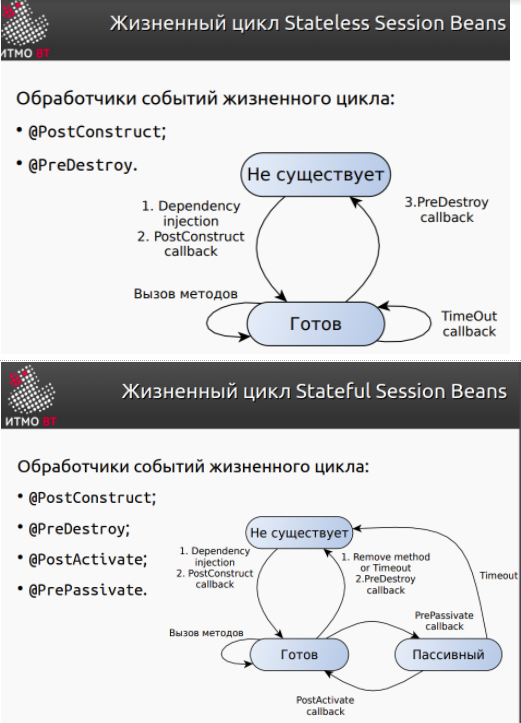 Жизненный цикл Stateless Session Beans
ИТМО ВТ
Обработчики событий жизненного цикла:
• @PostConstruct;
• @PreDestroy.
Не существует
1. Dependency
injection
2. PostConstruct
callback
3.PreDestroy
callback
Вызов методов
Готов
TimeOut
callback
Жизненный цикл Stateful Session Beans
ИТМО ВТ
Обработчики событий жизненного цикла:
• @PostConstruct;
• @PreDestroy;
• @PostActivate;
• @PrePassivate.
Не существует
1. Dependency
injection
2. PostConstruct
callback
1. Remove method
or Timeout
2.PreDestroy
callback
Timeout
PrePassivate
callback
Вызов методов
Готов
Пассивный
PostActivate
callback